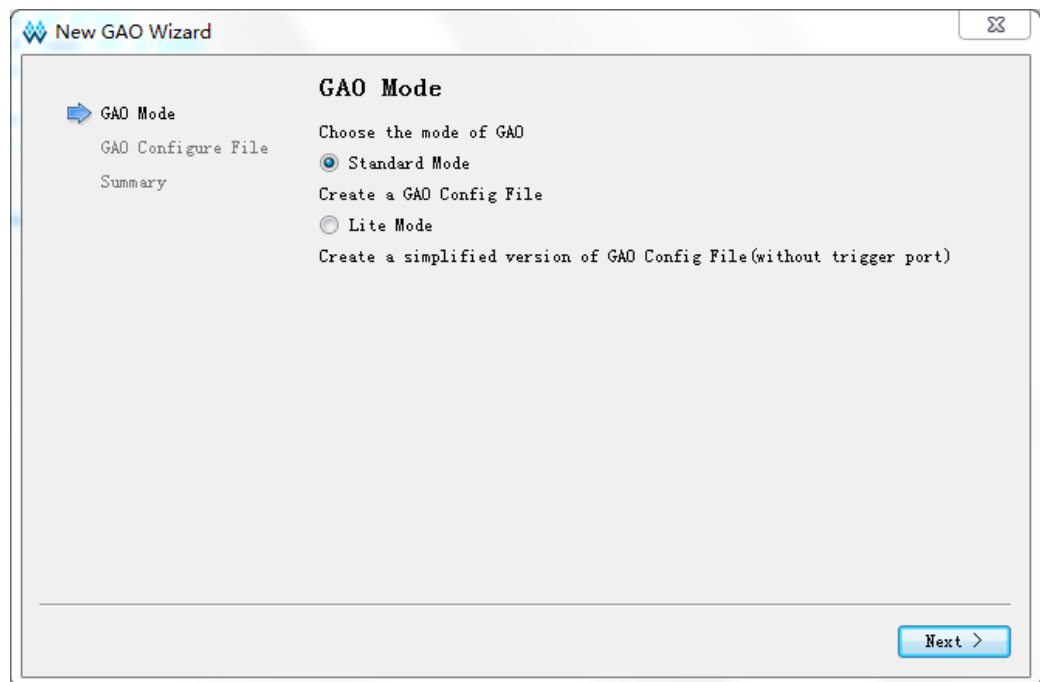 New GAO Wizard
GAO Mode
GAO Configure File
Summary
GAO Mode
Choose the mode of GAO
Standard Mode
Create a GAO Config File
Lite Mode
Create a simplified version of GAO Config File(without trigger port)
Next >